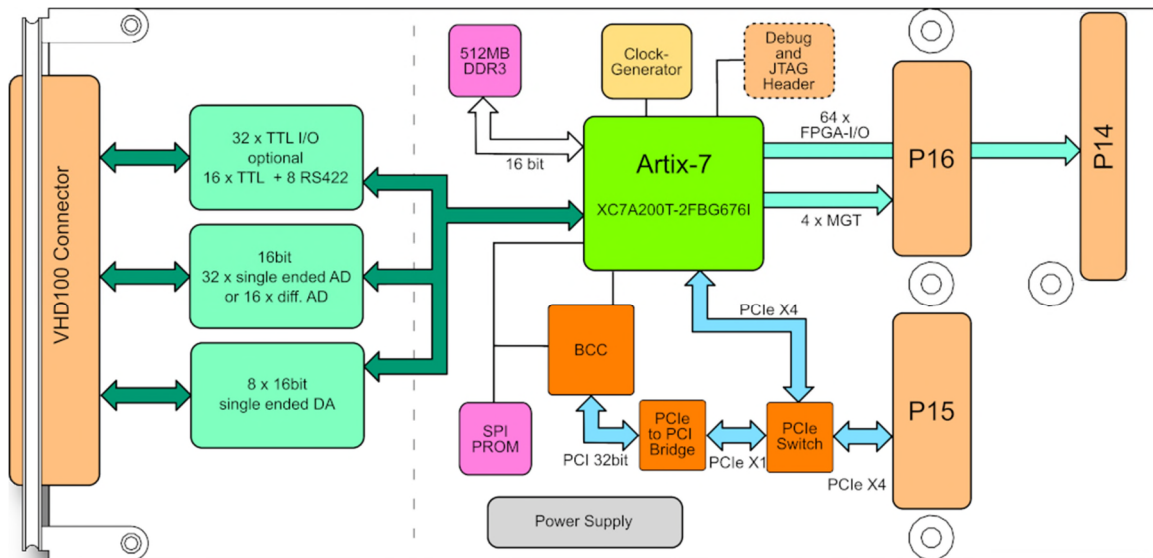 VHD100 Connector
32 x TTL I/O
optional
16 x TTL + 8 RS422
16bit
32 x single ended AD
or 16 x diff. AD
8 x 16bit
single ended DA
512MB
DDR3
16 bit
Clock-
Generator
Debug
and
JTAG
Header
Artix-7
XC7A200T-2FBG676I
64 x
FPGA-I/O
4 x MGT
P16
P14
PCIe X4
BCC
SPI
PROM
PCI 32bit
PCIe
to PCI
Bridge
PCIe X1
PCIe
Switch
PCIe X4
P15
Power Supply